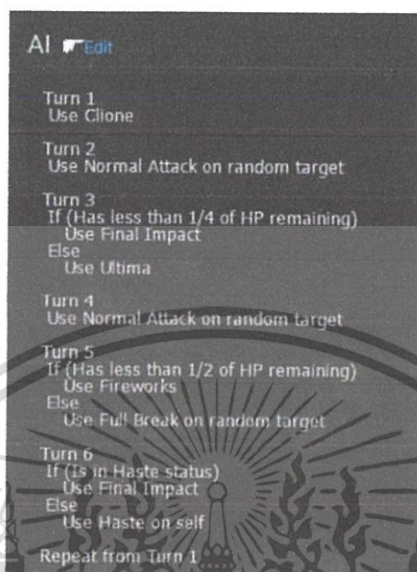 AI Edit
Turn 1
Use Clione
Turn 2
Use Normal Attack on random target
Turn 3
If (Has less than 1/4 of HP remaining)
Use Final Impact
Else
Use Ultima
Turn 4
Use Normal Attack on random target
Turn 5
If (Has less than 1/2 of HP remaining)
Use Fireworks
Else
Use Full Break on random target
Turn 6
If (Is in Haste status)
Use Final Impact
Else
Use Haste on self
Repeat from Turn 1